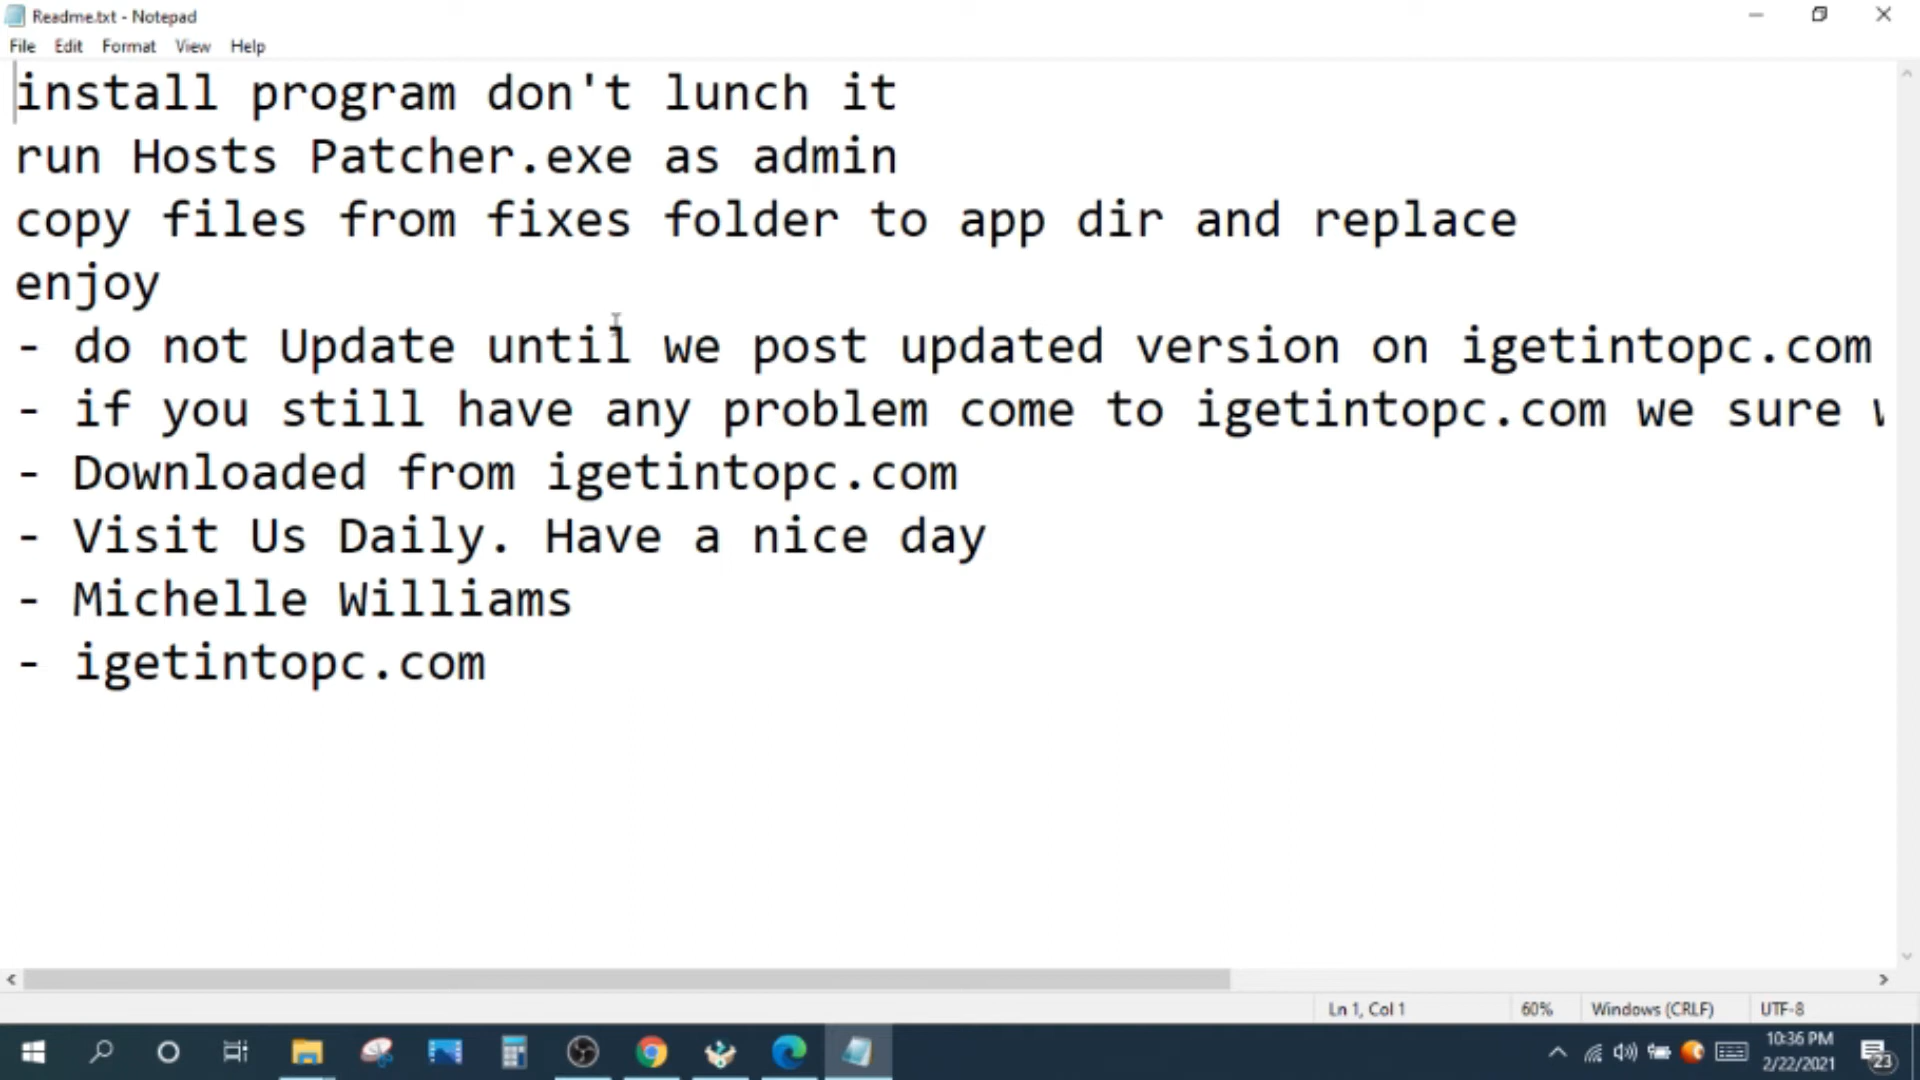 Readme.txt - Notepad
File Edit Format View Help
install program don't lunch it
run Hosts Patcher.exe as admin
copy files from fixes folder to app dir and replace
enjoy
- do not Update until we post updated version on igetintopc.com
- if you still have any problem come to igetintopc.com we sure
- Downloaded from igetintopc.com
- Visit Us Daily. Have a nice day
- Michelle Williams
- igetintopc.com
Ln 1, Col 1 60% Windows (CRLF) UTF-8
10:36 PM
2/22/2021
23